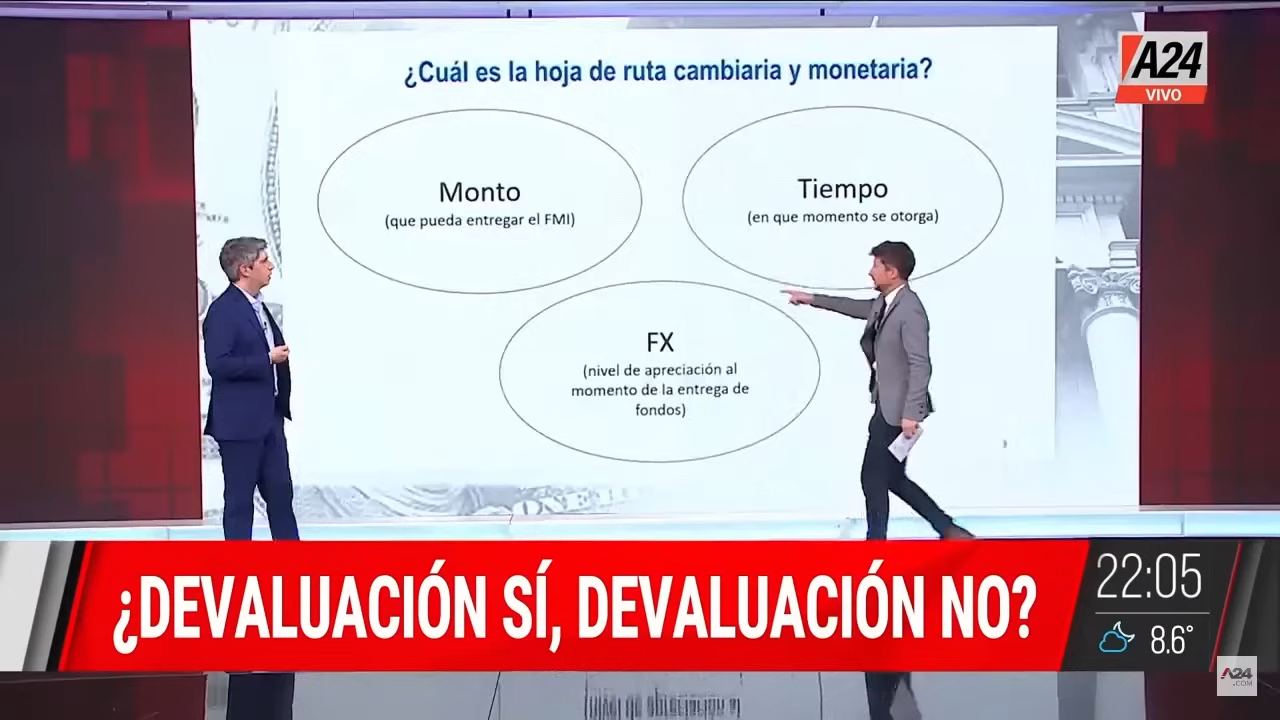 ¿Cuál es la hoja de ruta cambiaria y monetaria?
A24
VIVO
Monto
(que pueda entregar el FMI)
Tiempo
(en que momento se otorga)
FX
(nivel de apreciación al
momento de la entrega de
fondos)
¿DEVALUACIÓN SÍ, DEVALUACIÓN NO?
22:05
8.6°
A24
.COM